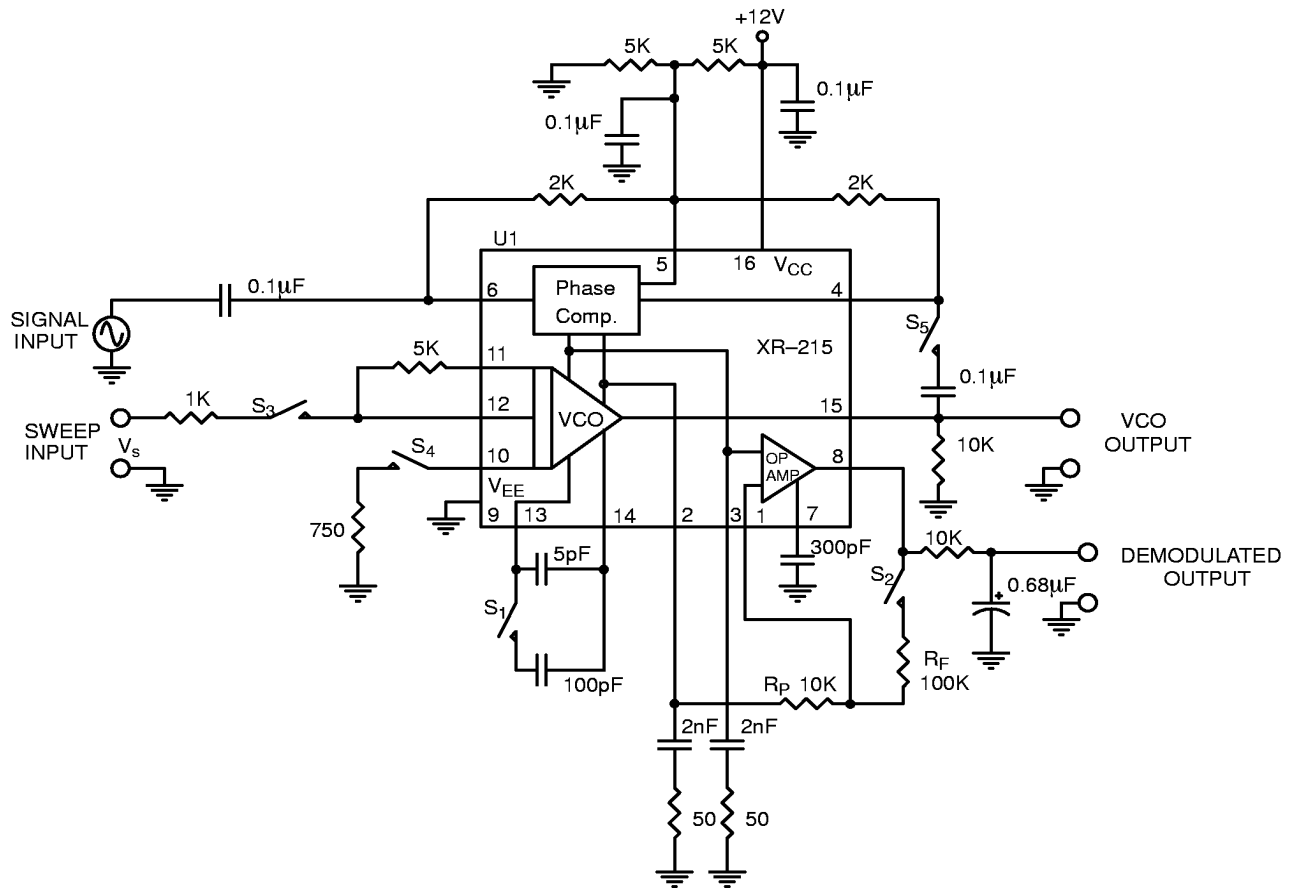 +12V
5K
5K
0.1µF
0.1µF
2K
2K
U1
5
16
VCC
6
Phase
Comp.
4
0.1µF
SIGNAL
INPUT
S5
XR–215
5K
11
0.1µF
1K
S3
12
VCO
15
SWEEP
INPUT
Vs
VCO
OUTPUT
S4
10
OP
AMP
8
10K
VEE
9
13
14
2
3
1
7
750
5pF
300pF
10K
DEMODULATED
OUTPUT
S2
0.68µF
+
S1
100pF
RF
100K
RP 10K
2nF
2nF
50
50